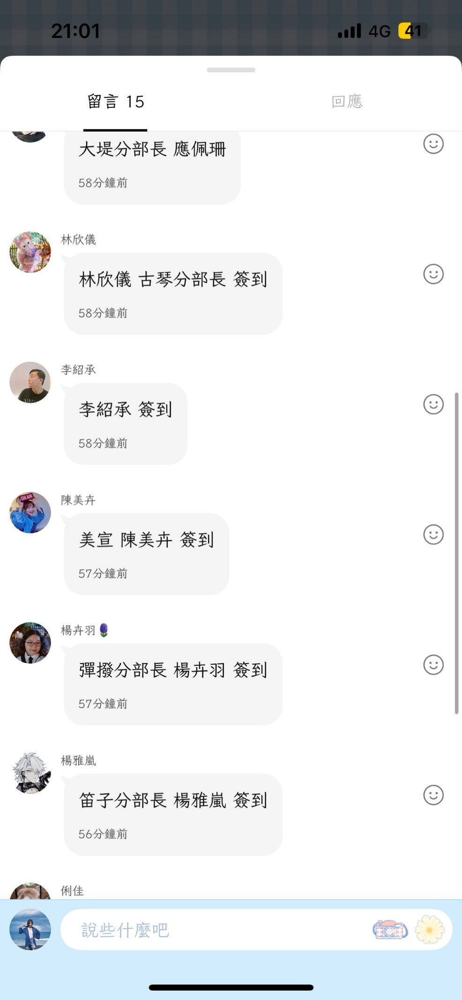 21:01
4G
41
留言 15
回應
大堤分部長 應佩珊
58分鐘前
林欣儀
林欣儀 古琴分部長 簽到
58分鐘前
李紹承
李紹承 簽到
58分鐘前
ON AIR
陳美卉
美宣 陳美卉 簽到
57分鐘前
楊卉羽🪻
彈撥分部長 楊卉羽 簽到
57分鐘前
楊雅嵐
笛子分部長 楊雅嵐 簽到
56分鐘前
俐佳
說些什麼吧